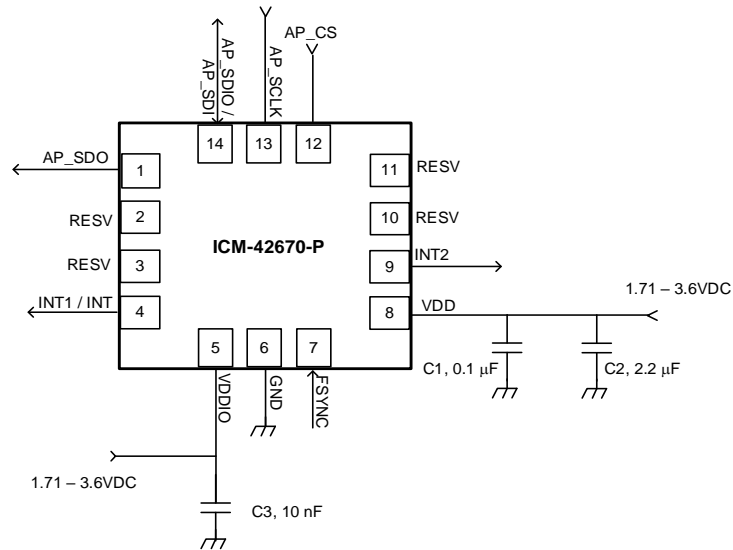 AP_SDIO /
AP_SDI
AP_SCLK
AP_CS
14
13
12
AP_SDO
1
11
RESV
RESV
2
10
RESV
ICM-42670-P
RESV
3
9
INT2
INT1 / INT
4
8
VDD
1.71 – 3.6VDC
5
6
7
VDDIO
GND
FSYNC
C1, 0.1 μF
C2, 2.2 μF
1.71 – 3.6VDC
C3, 10 nF